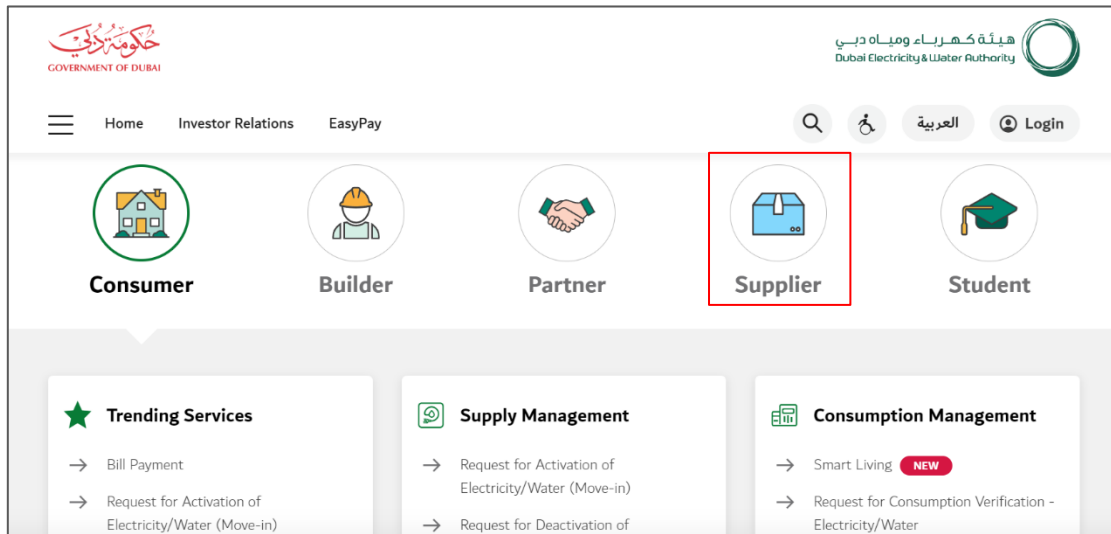 حكومة دبي
GOVERNMENT OF DUBAI
هيئة كهرباء ومياه دبي
Dubai Electricity & Water Authority
Home
Investor Relations
EasyPay
العربية
Login
Consumer
Builder
Partner
Supplier
Student
Trending Services
Bill Payment
Request for Activation of
Electricity/Water (Move-in)
Supply Management
Request for Activation of
Electricity/Water (Move-in)
Request for Deactivation of
Consumption Management
Smart Living NEW
Request for Consumption Verification -
Electricity/Water